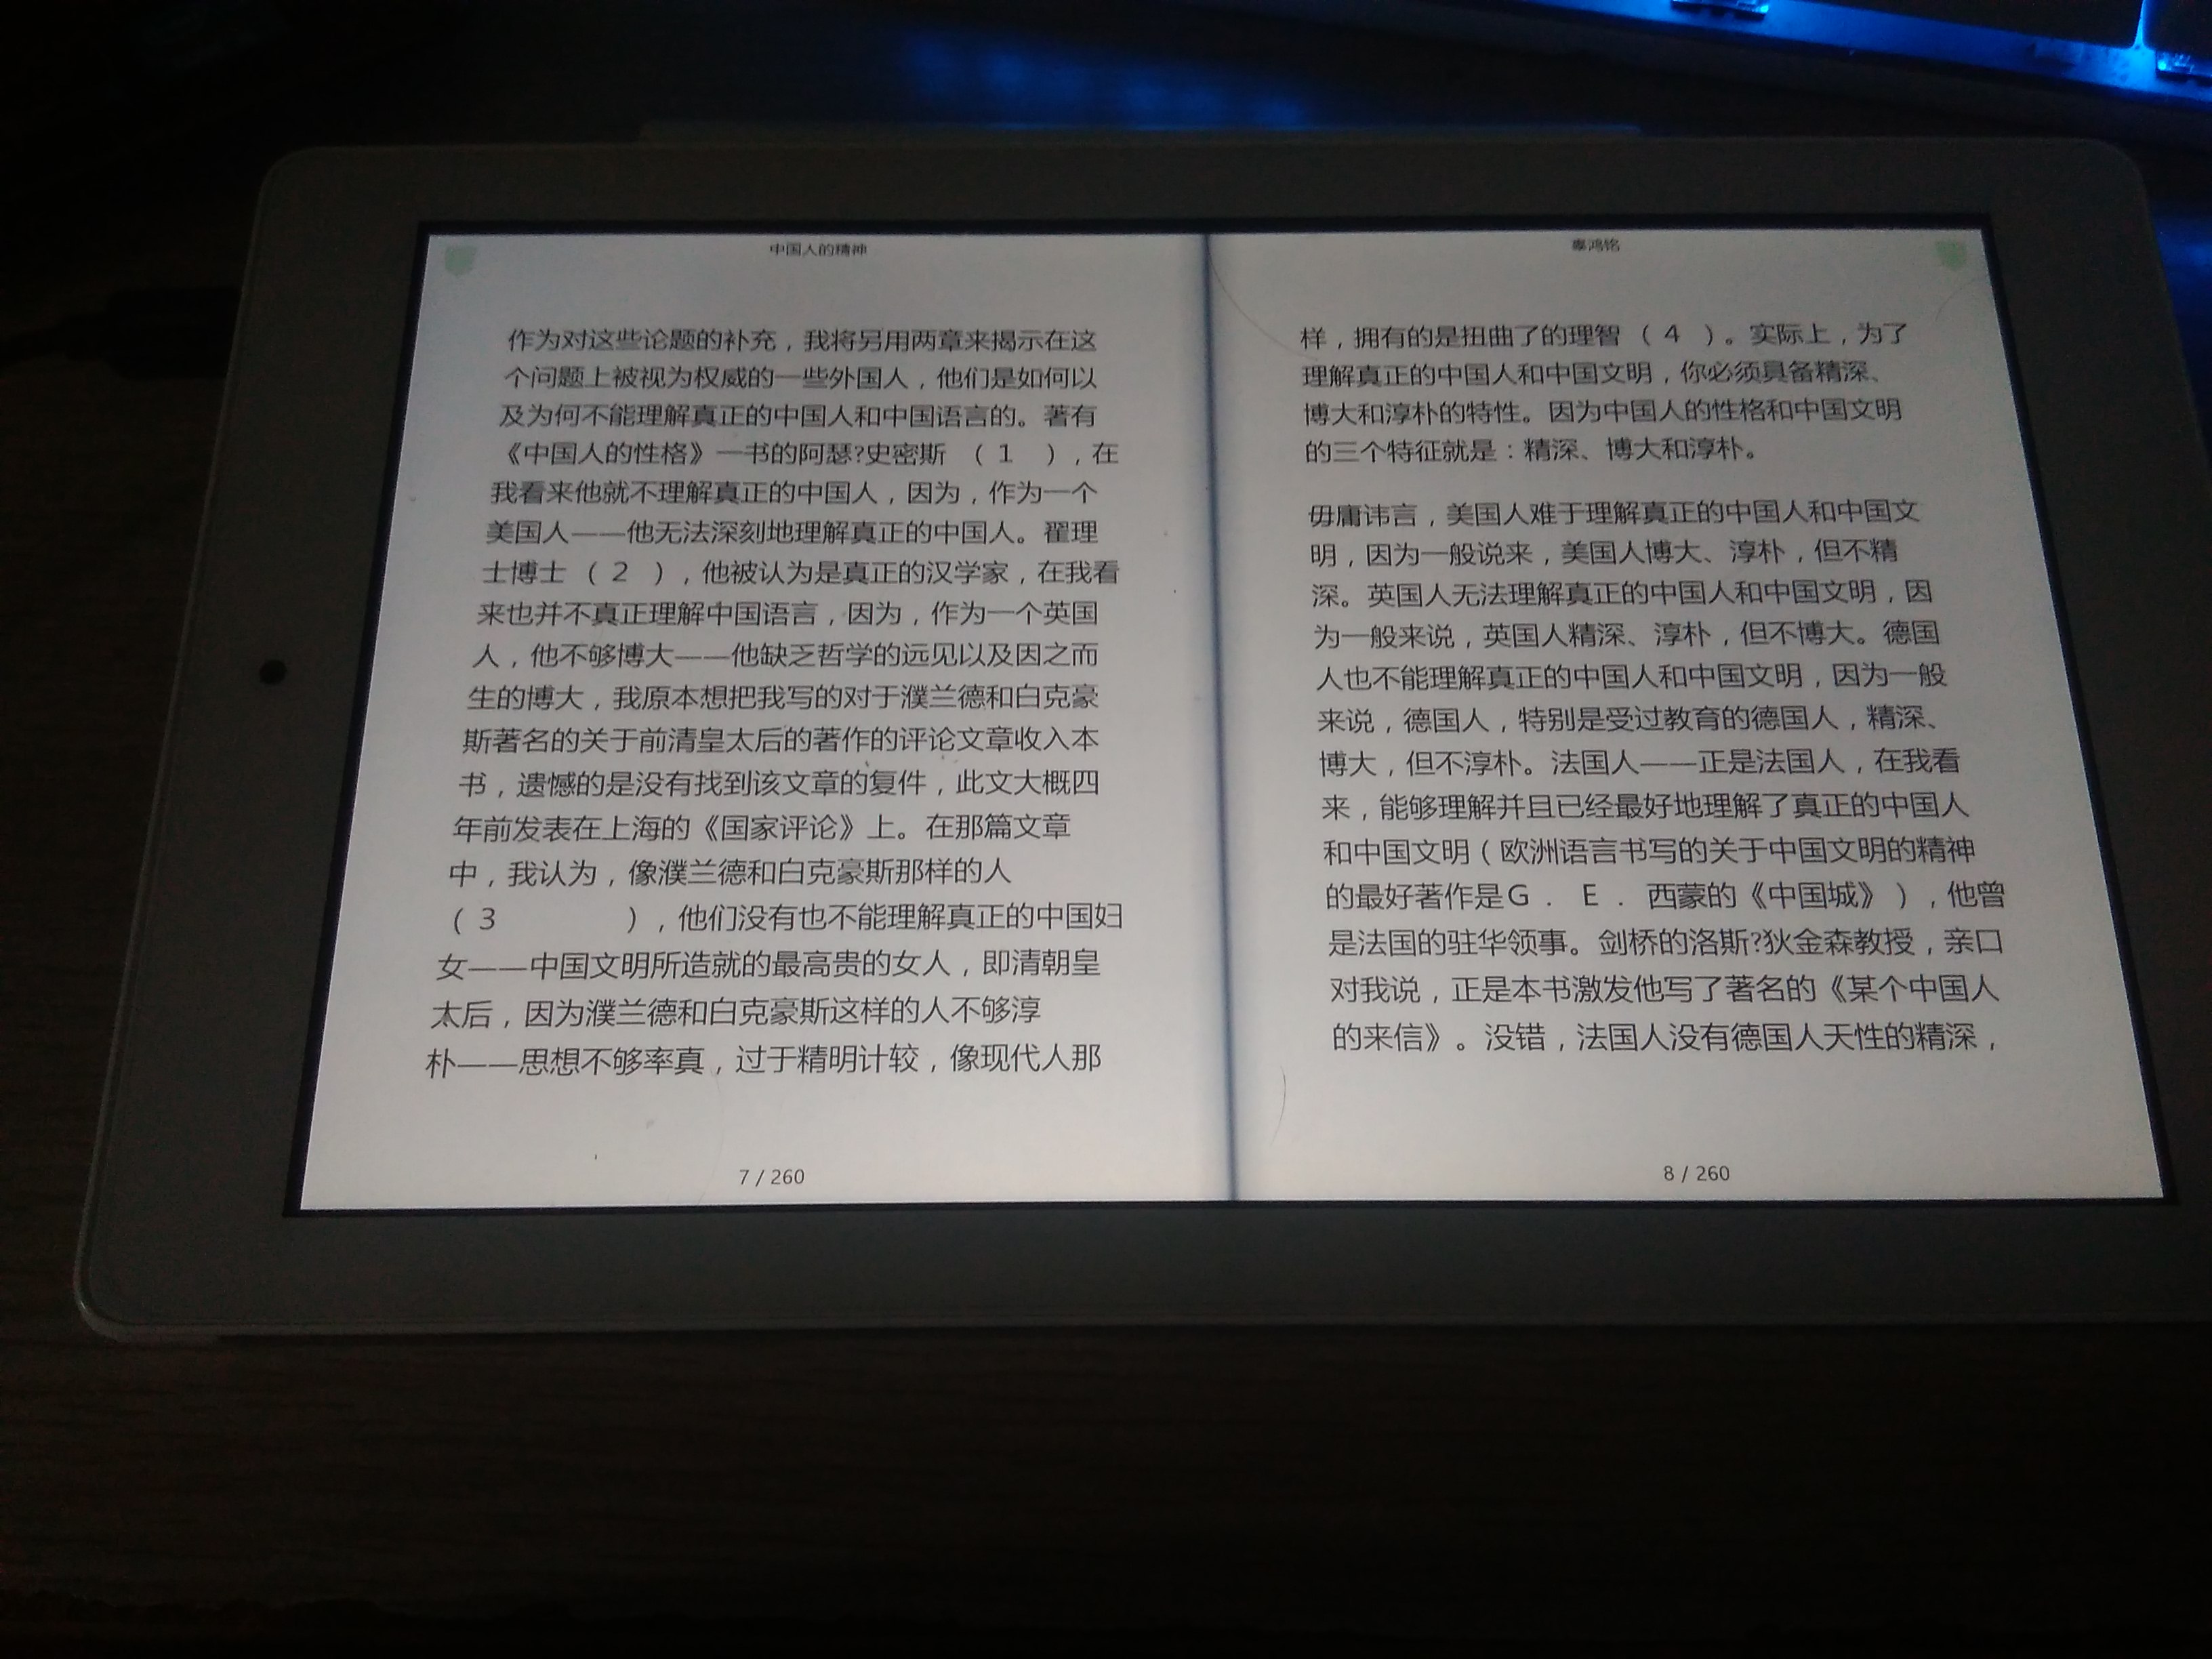 中国人的精神
作为对这些论题的补充，我将另用两章来揭示在这
个问题上被视为权威的一些外国人，他们是如何以
及为何不能理解真正的中国人和中国语言的。著有
《中国人的性格》一书的阿瑟?史密斯 （1 ），在
我看来他就不理解真正的中国人，因为，作为一个
美国人——他无法深刻地理解真正的中国人。翟理
士博士 （2 ），他被认为是真正的汉学家，在我看
来也并不真正理解中国语言，因为，作为一个英国
人，他不够博大——他缺乏哲学的远见以及因之而
生的博大，我原本想把我写的对于濮兰德和白克豪
斯著名的关于前清皇太后的著作的评论文章收入本
书，遗憾的是没有找到该文章的复件，此文大概四
年前发表在上海的《国家评论》上。在那篇文章
中，我认为，像濮兰德和白克豪斯那样的人
（3 ），他们没有也不能理解真正的中国妇
女——中国文明所造就的最高贵的女人，即清朝皇
太后，因为濮兰德和白克豪斯这样的人不够淳
朴——思想不够率真，过于精明计较，像现代人那
7 / 260
辜鸿铭
样，拥有的是扭曲了的理智 （4 ）。实际上，为了
理解真正的中国人和中国文明，你必须具备精深、
博大和淳朴的特性。因为中国人的性格和中国文明
的三个特征就是：精深、博大和淳朴。
毋庸讳言，美国人难于理解真正的中国人和中国文
明，因为一般说来，美国人博大、淳朴，但不精
深。英国人无法理解真正的中国人和中国文明，因
为一般来说，英国人精深、淳朴，但不博大。德国
人也不能理解真正的中国人和中国文明，因为一般
来说，德国人，特别是受过教育的德国人，精深、
博大，但不淳朴。法国人——正是法国人，在我看
来，能够理解并且已经最好地理解了真正的中国人
和中国文明（欧洲语言书写的关于中国文明的精神
的最好著作是G． E．西蒙的《中国城》），他曾
是法国的驻华领事。剑桥的洛斯?狄金森教授，亲口
对我说，正是本书激发他写了著名的《某个中国人
的来信》。没错，法国人没有德国人天性的精深，
8 / 260